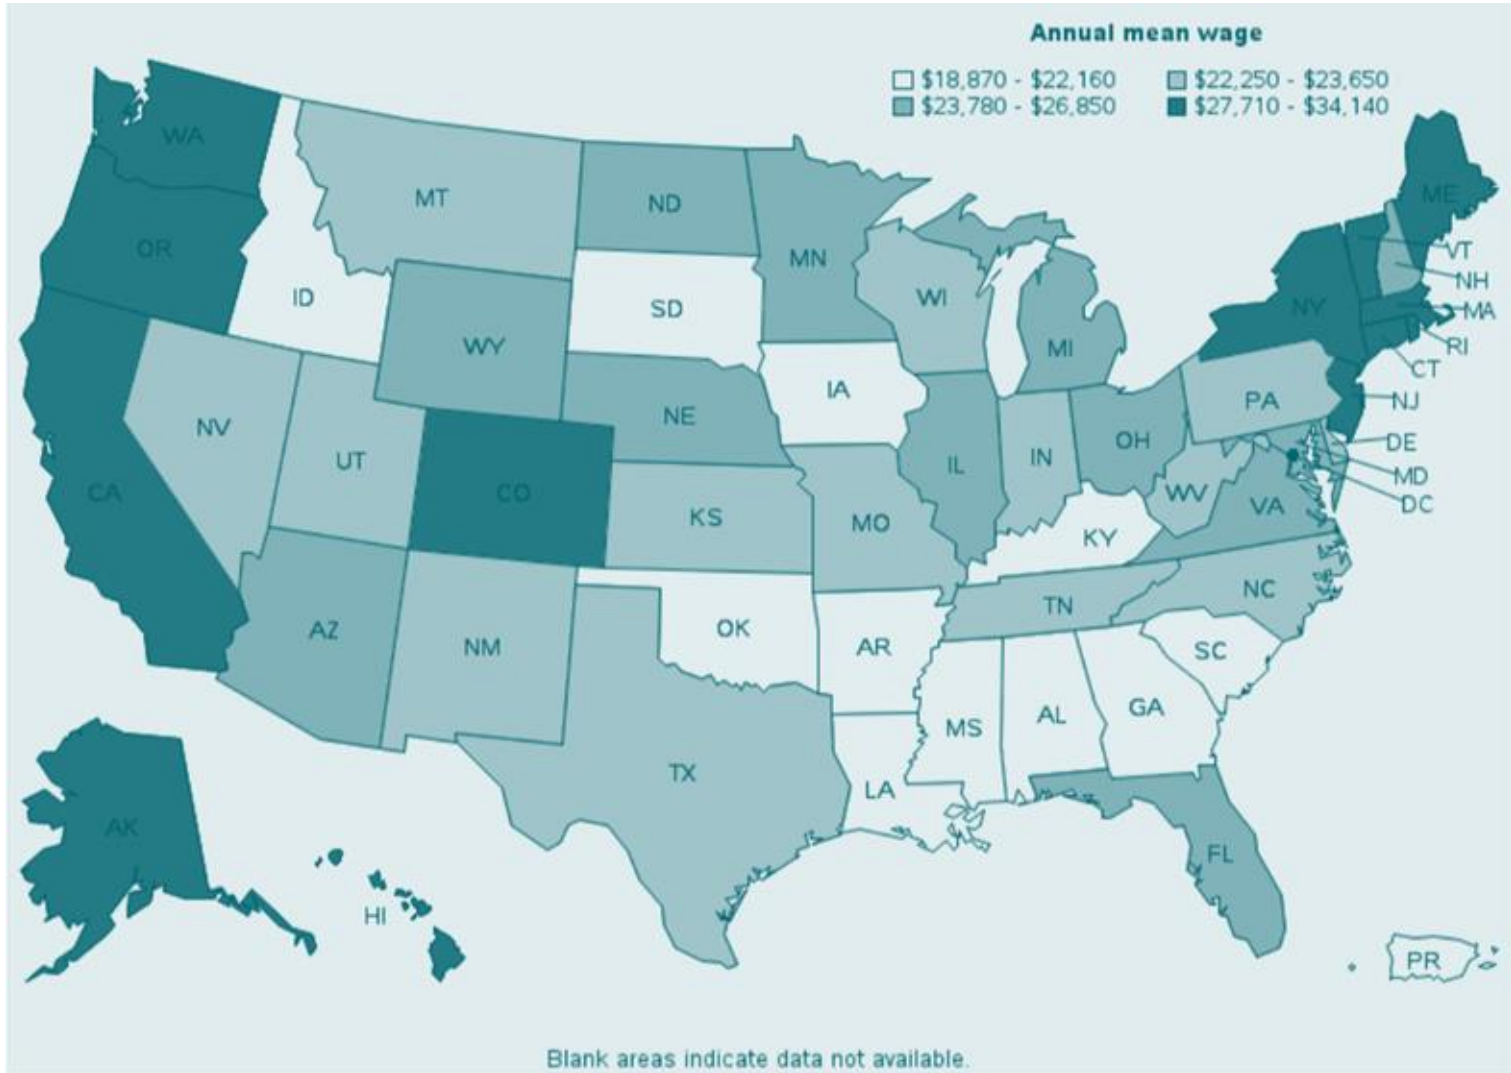 Annual mean wage
$18,870 - $22,160
$22,250 - $23,650
$23,780 - $26,850
$27,710 - $34,140
WA
MT
ND
ME
OR
MN
VT
ID
WI
NH
SD
NY
MA
WY
MI
RI
CT
IA
NE
PA
NJ
NV
UT
OH
DE
IL
IN
CO
CA
WV
MD
KS
MO
VA
DC
KY
NC
TN
AZ
OK
NM
AR
SC
MS
AL
GA
TX
LA
AK
FL
HI
PR
Blank areas indicate data not available.